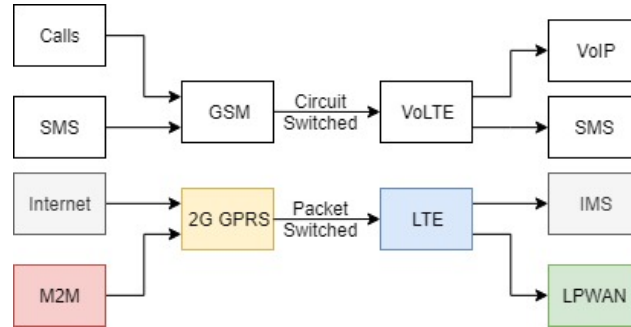 Calls
VoIP
GSM
Circuit
Switched
VoLTE
SMS
SMS
Internet
2G GPRS
Packet
Switched
LTE
IMS
M2M
LPWAN